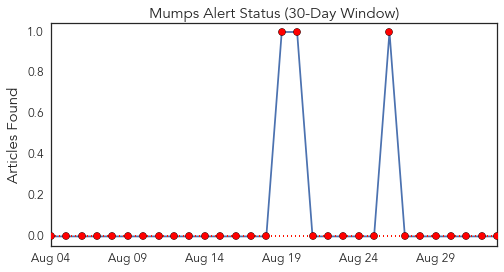 Mumps Alert Status (30-Day Window)
Articles Found
1.0
0.8
0.6
0.4
0.2
0.0
Aug 04 Aug 09 Aug 14 Aug 19 Aug 24 Aug 29